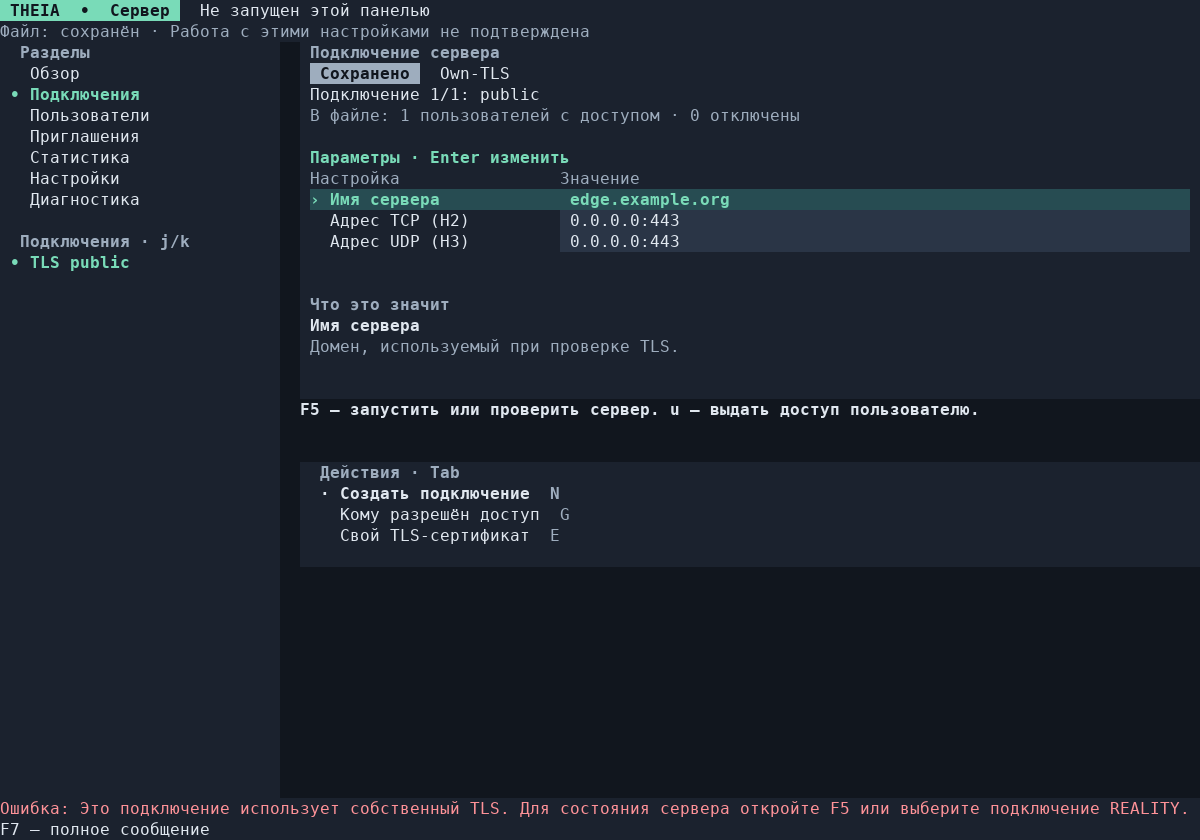 THEIA • Сервер Не запущен этой панелью
Файл: сохранён · Работа с этими настройками не подтверждена
Разделы
Обзор
• Подключения
Пользователи
Приглашения
Статистика
Настройки
Диагностика
Подключения · j/k
• TLS public
Подключение сервера
Сохранено Own-TLS
Подключение 1/1: public
В файле: 1 пользователей с доступом · 0 отключены
Параметры · Enter изменить
Настройка Значение
› Имя сервера edge.example.org
Адрес TCP (H2) 0.0.0.0:443
Адрес UDP (H3) 0.0.0.0:443
Что это значит
Имя сервера
Домен, используемый при проверке TLS.
F5 — запустить или проверить сервер. u — выдать доступ пользователю.
Действия · Tab
· Создать подключение N
Кому разрешён доступ G
Свой TLS-сертификат E
Ошибка: Это подключение использует собственный TLS. Для состояния сервера откройте F5 или выберите подключение REALITY.
F7 — полное сообщение